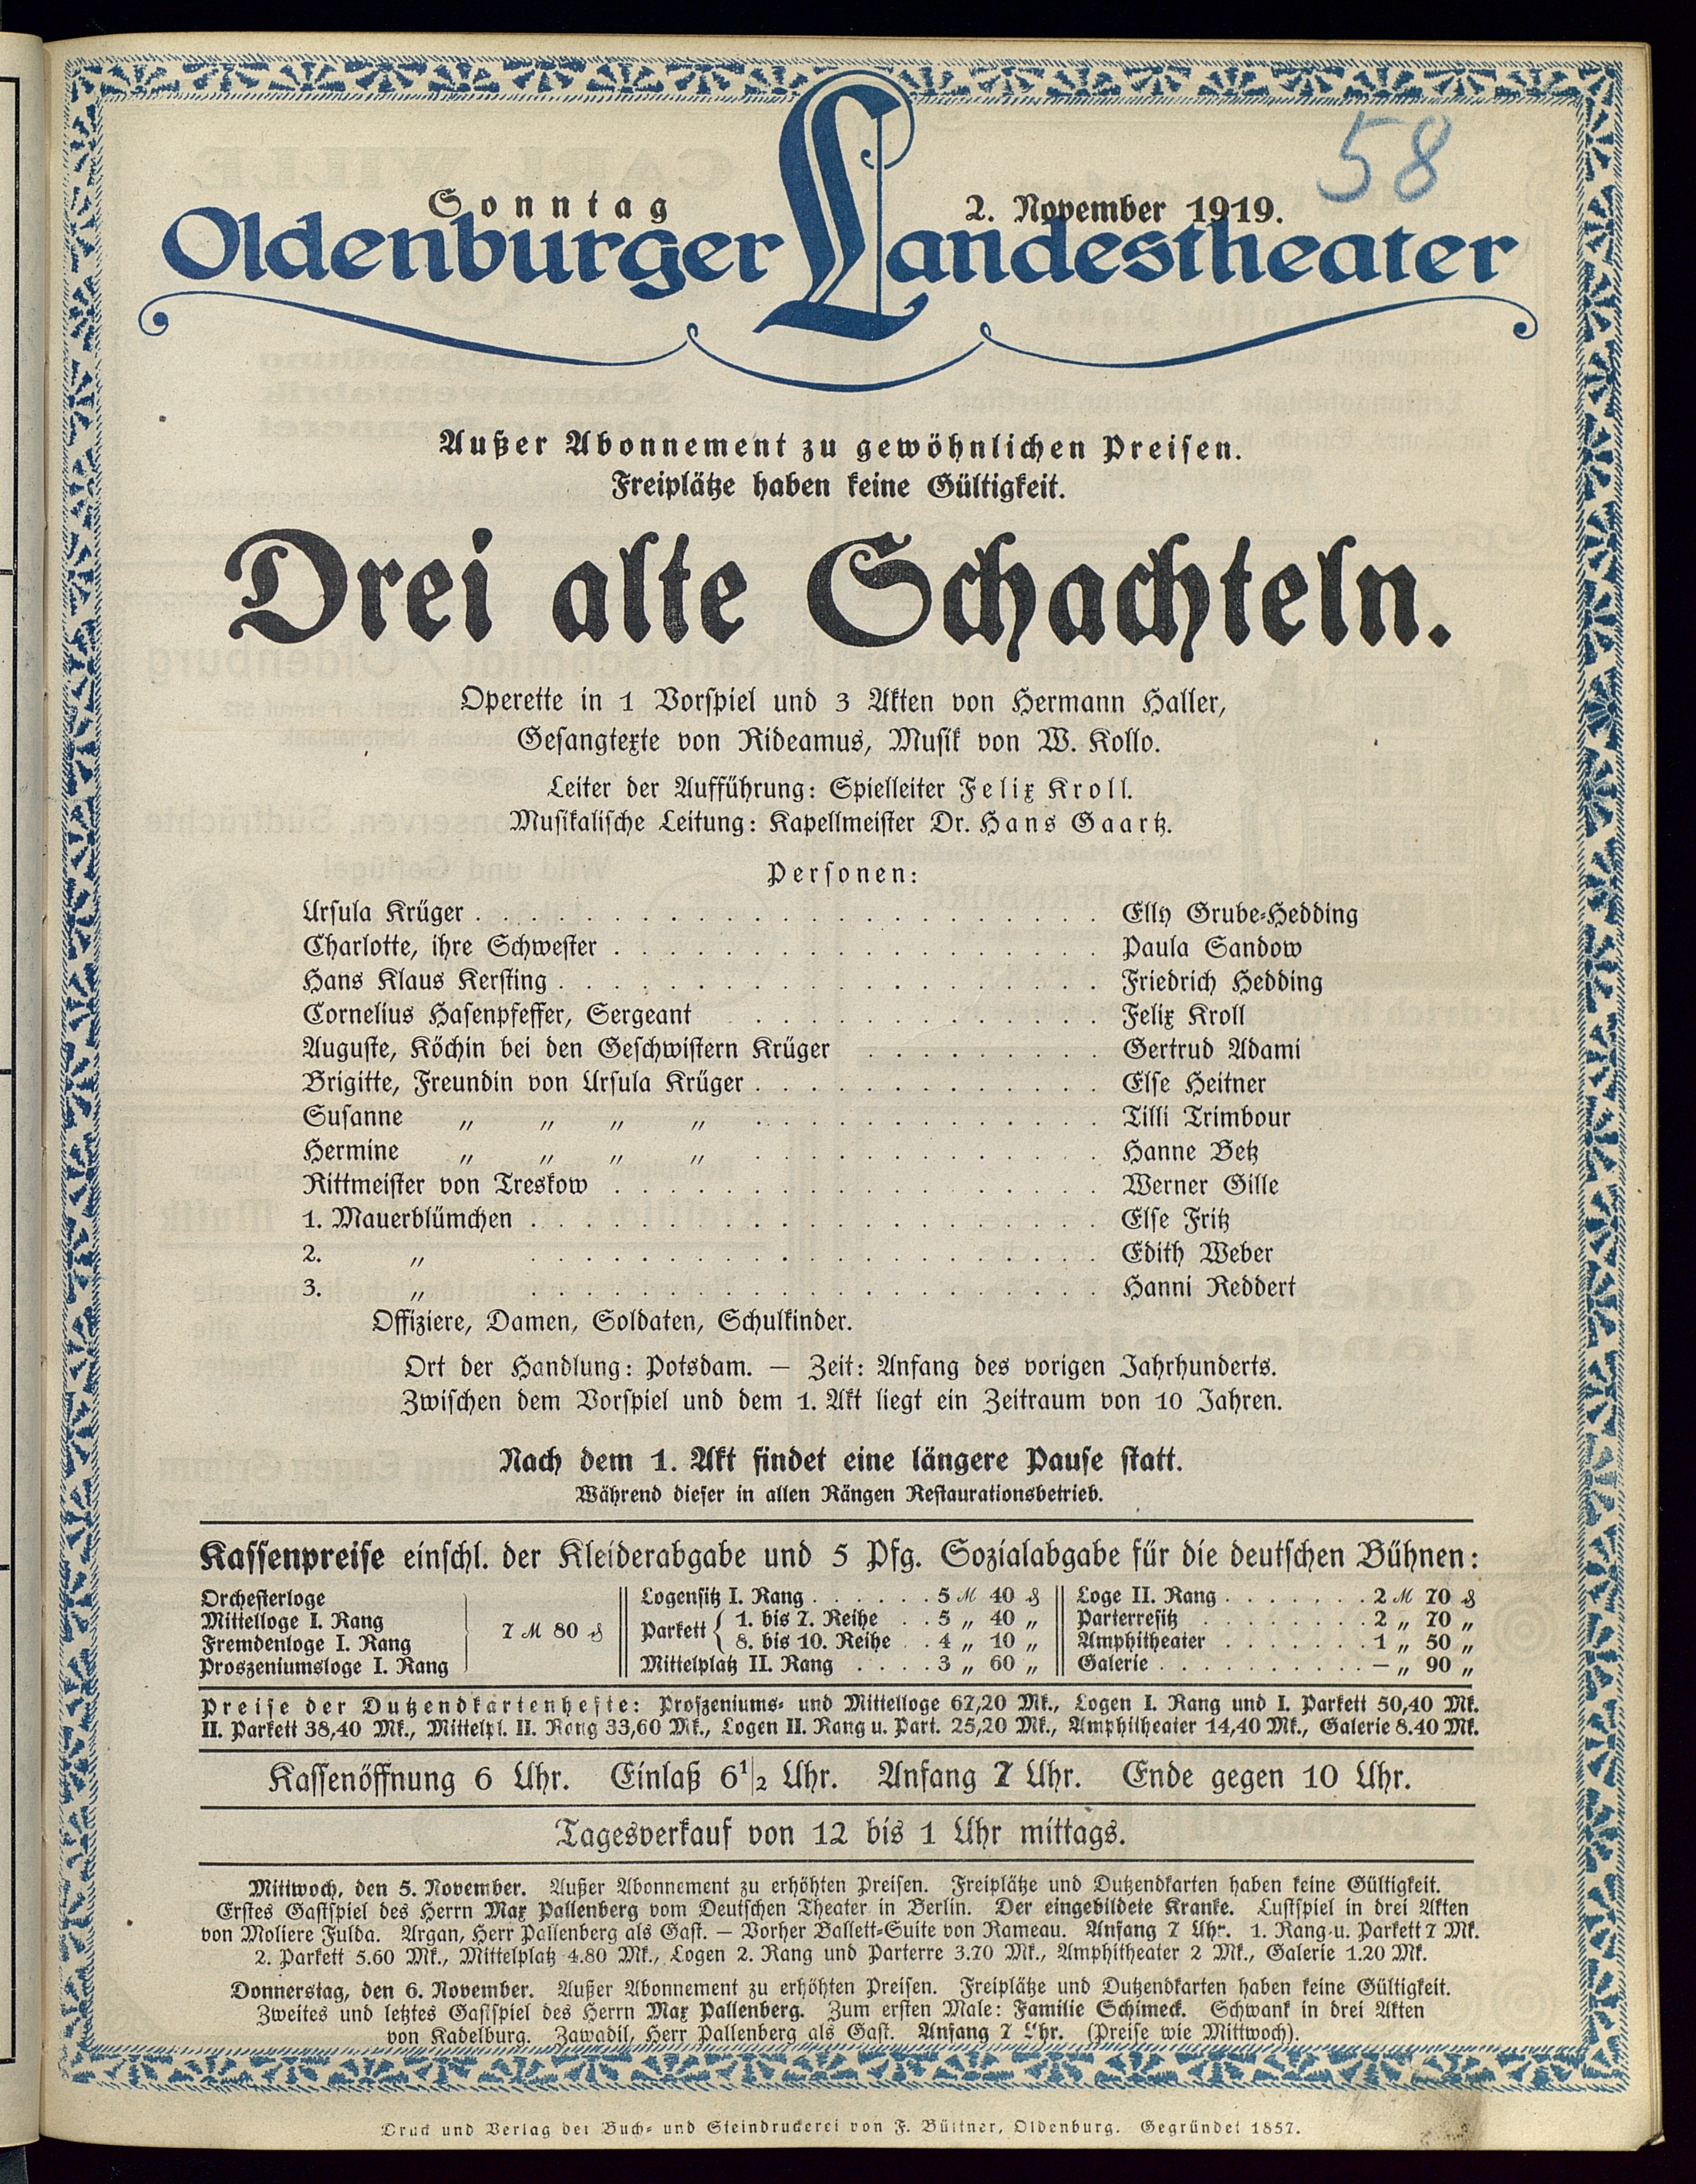 58
Sonntag 2. November 1919.
Oldenburger Landestheater
Außer Abonnement zu gewöhnlichen Preisen.
Freiplätze haben keine Gültigkeit.
Drei alte Schachteln.
Operette in 1 Vorspiel und 3 Akten von Hermann Haller,
Gesangtexte von Rideamus, Musik von W. Kollo.
Leiter der Aufführung: Spielleiter Felix Kroll.
Musikalische Leitung: Kapellmeister Dr. Hans Gaartz.
Personen:
Ursula Krüger . . . . . . . . . . . . . . . . . . . . . . . Elly Grube-Hedding
Charlotte, ihre Schwester . . . . . . . . . . . . . . . . . . Paula Sandow
Hans Klaus Kersting . . . . . . . . . . . . . . . . . . . . Friedrich Hedding
Cornelius Hasenpfeffer, Sergeant . . . . . . . . . . . . . Felix Kroll
Auguste, Köchin bei den Geschwistern Krüger . . . . . . . . . Gertrud Adami
Brigitte, Freundin von Ursula Krüger . . . . . . . . . . . . . Else Heitner
Susanne „ „ „ „ . . . . . . . . . . . . . Tilli Trimbour
Hermine „ „ „ „ . . . . . . . . . . . . . Hanne Betz
Rittmeister von Treskow . . . . . . . . . . . . . . . . . . Werner Gille
1. Mauerblümchen . . . . . . . . . . . . . . . . . . . . . Else Fritz
2. „ . . . . . . . . . . . . . . . . . . . . . Edith Weber
3. „ . . . . . . . . . . . . . . . . . . . . . Hanni Reddert
Offiziere, Damen, Soldaten, Schulkinder.
Ort der Handlung: Potsdam. — Zeit: Anfang des vorigen Jahrhunderts.
Zwischen dem Vorspiel und dem 1. Akt liegt ein Zeitraum von 10 Jahren.
Nach dem 1. Akt findet eine längere Pause statt.
Während dieser in allen Rängen Restaurationsbetrieb.
Kassenpreise einschl. der Kleiderabgabe und 5 Pfg. Sozialabgabe für die deutschen Bühnen:
Orchesterloge
Mittelloge I. Rang
Fremdenloge I. Rang
Proszeniumsloge I. Rang
7 ℳ 80 ₰
Logensitz I. Rang . . . . . . 5 ℳ 40 ₰
Parkett { 1. bis 7. Reihe . . 5 „ 40 „
8. bis 10. Reihe . . 4 „ 10 „
Mittelplatz II. Rang . . . . 3 „ 60 „
Loge II. Rang . . . . . . . 2 ℳ 70 ₰
Parterresitz . . . . . . . . 2 „ 70 „
Amphitheater . . . . . . . 1 „ 50 „
Galerie . . . . . . . . . . — „ 90 „
Preise der Dutzendkartenhefte: Proszeniums- und Mittelloge 67,20 Mk., Logen I. Rang und I. Parkett 50,40 Mk.
II. Parkett 38,40 Mk., Mittelpl. II. Rang 33,60 Mk., Logen II. Rang u. Part. 25,20 Mk., Amphitheater 14,40 Mk., Galerie 8.40 Mk.
Kassenöffnung 6 Uhr. Einlaß 6 1/2 Uhr. Anfang 7 Uhr. Ende gegen 10 Uhr.
Tagesverkauf von 12 bis 1 Uhr mittags.
Mittwoch, den 5. November. Außer Abonnement zu erhöhten Preisen. Freiplätze und Dutzendkarten haben keine Gültigkeit.
Erstes Gastspiel des Herrn Max Pallenberg vom Deutschen Theater in Berlin. Der eingebildete Kranke. Lustspiel in drei Akten
von Moliere Fulda. Argan, Herr Pallenberg als Gast. — Vorher Ballett-Suite von Rameau. Anfang 7 Uhr. 1. Rang u. Parkett 7 Mk.
2. Parkett 5.60 Mk., Mittelplatz 4.80 Mk., Logen 2. Rang und Parterre 3.70 Mk., Amphitheater 2 Mk., Galerie 1.20 Mk.
Donnerstag, den 6. November. Außer Abonnement zu erhöhten Preisen. Freiplätze und Dutzendkarten haben keine Gültigkeit.
Zweites und letztes Gastspiel des Herrn Max Pallenberg. Zum ersten Male: Familie Schimeck. Schwank in drei Akten
von Kadelburg. Zawadil, Herr Pallenberg als Gast. Anfang 7 Uhr. (Preise wie Mittwoch).
Druck und Verlag der Buch- und Steindruckerei von F. Büttner, Oldenburg. Gegründet 1857.